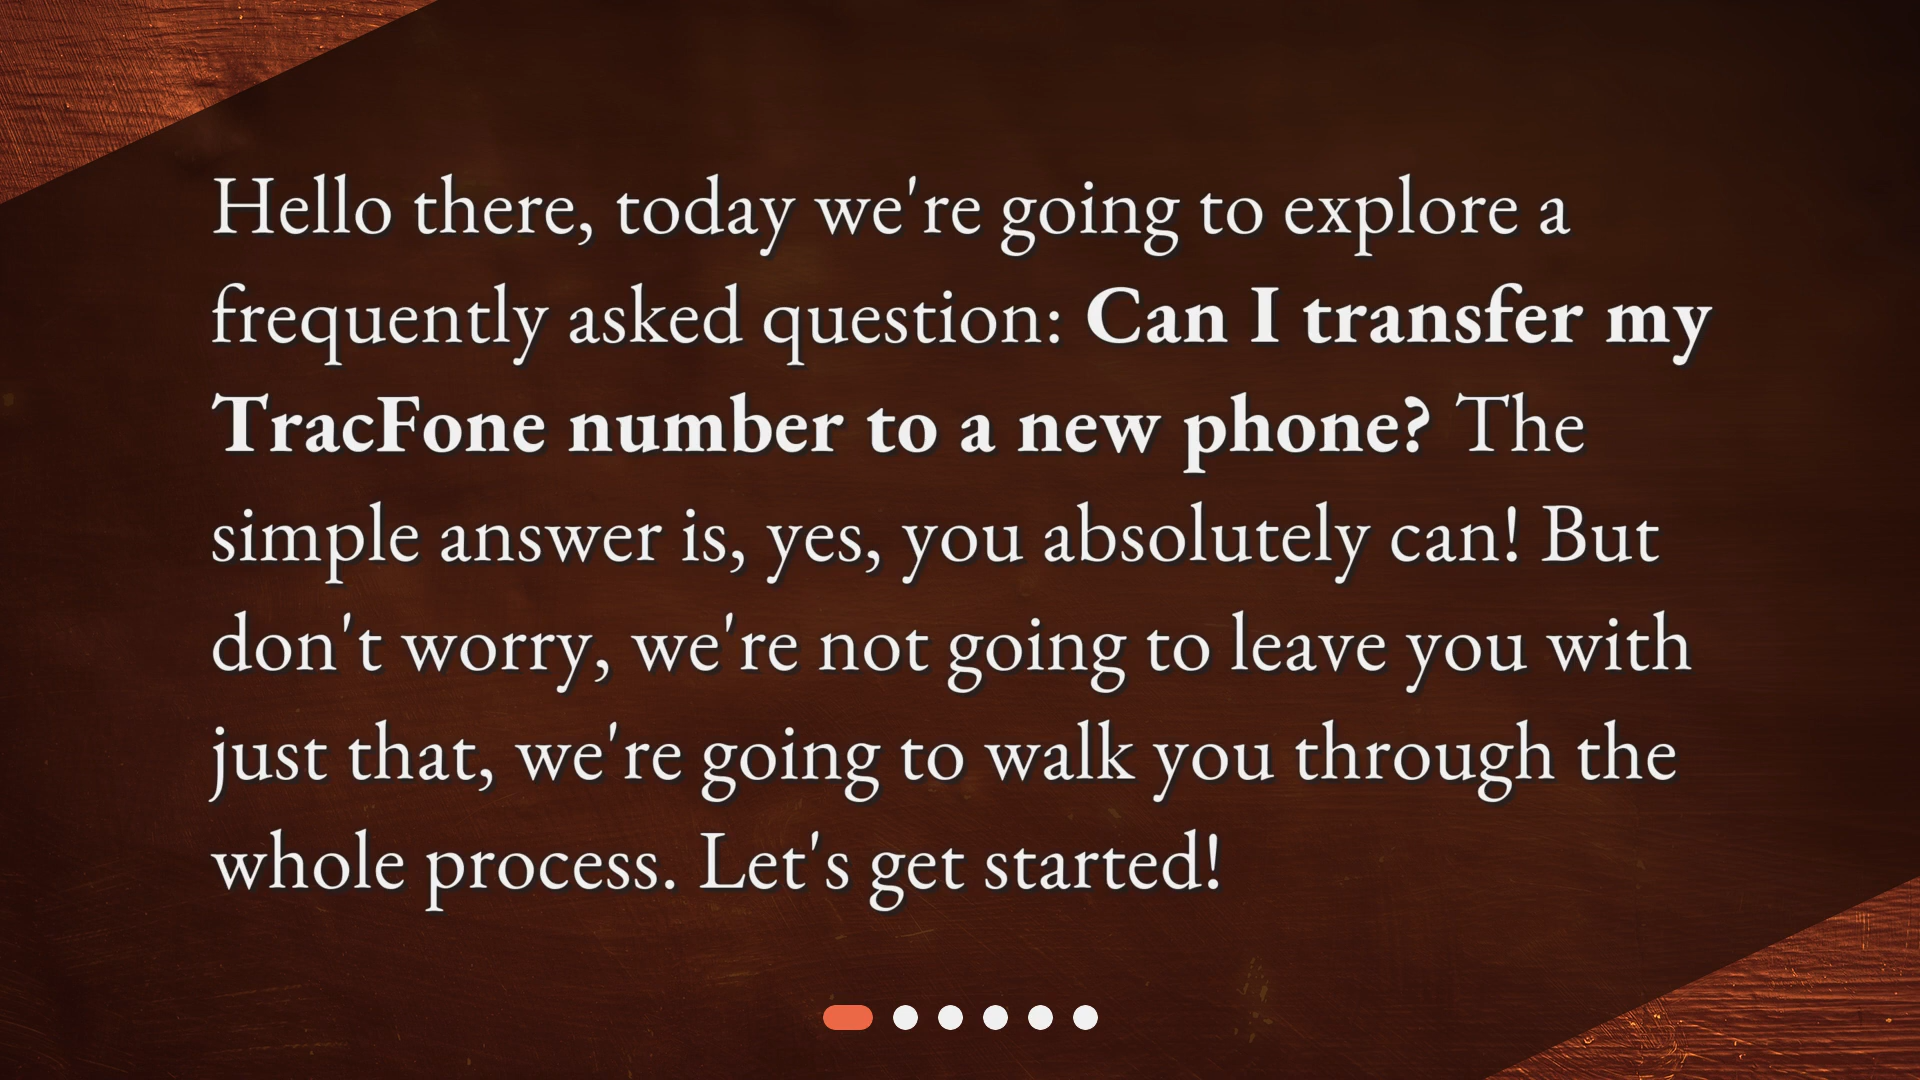 Hello there, today we're going to explore a
frequently asked question: Can I transfer my
TracFone number to a new phone? The
simple answer is, yes, you absolutely can! But
don't worry, we're not going to leave you with
just that, we're going to walk you through the
whole process. Let's get started!